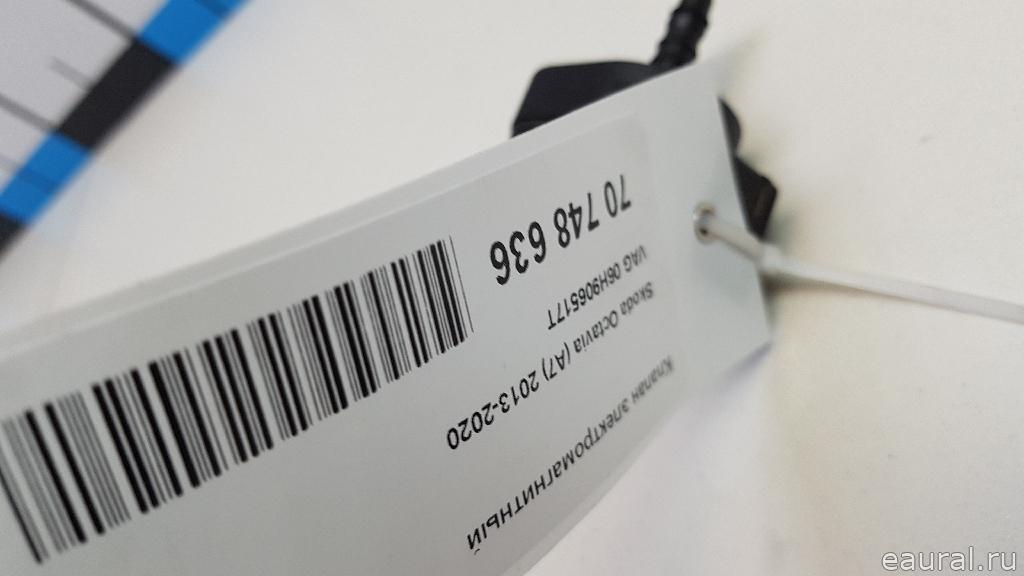 70 748 636
VAG 06H906517T
Skoda Octavia (A7) 2013-2020
Клапан электромагнитный
eaural.ru